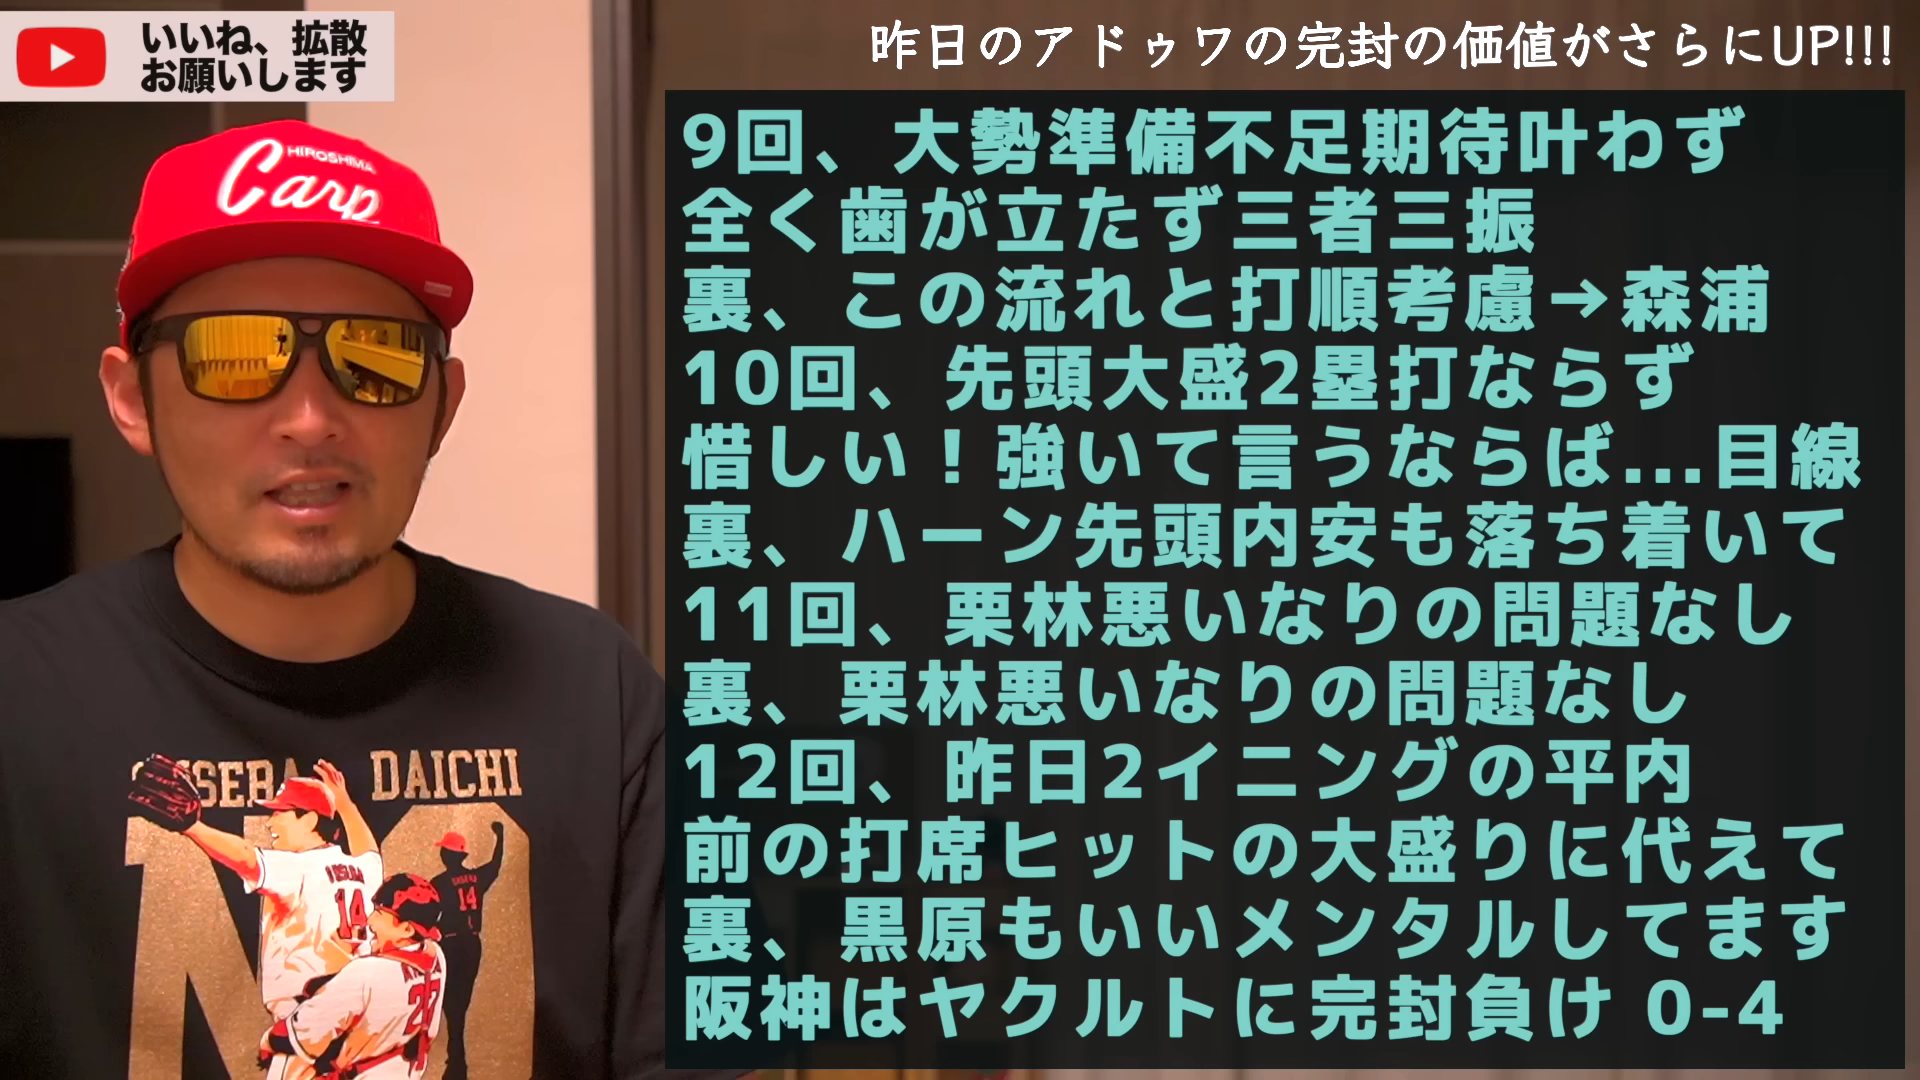 いいね、拡散
お願いします
昨日のアドゥワの完封の価値がさらにUP!!!
9回、大勢準備不足期待叶わず
全く歯が立たず三者三振
裏、この流れと打順考慮→森浦
10回、先頭大盛2塁打ならず
惜しい！強いて言うならば...目線
裏、ハーン先頭内安も落ち着いて
11回、栗林悪いなりの問題なし
裏、栗林悪いなりの問題なし
12回、昨日2イニングの平内
前の打席ヒットの大盛りに代えて
裏、黒原もいいメンタルしてます
阪神はヤクルトに完封負け 0-4
HIROSHIMA
Carp
DAICHI
14
14
27